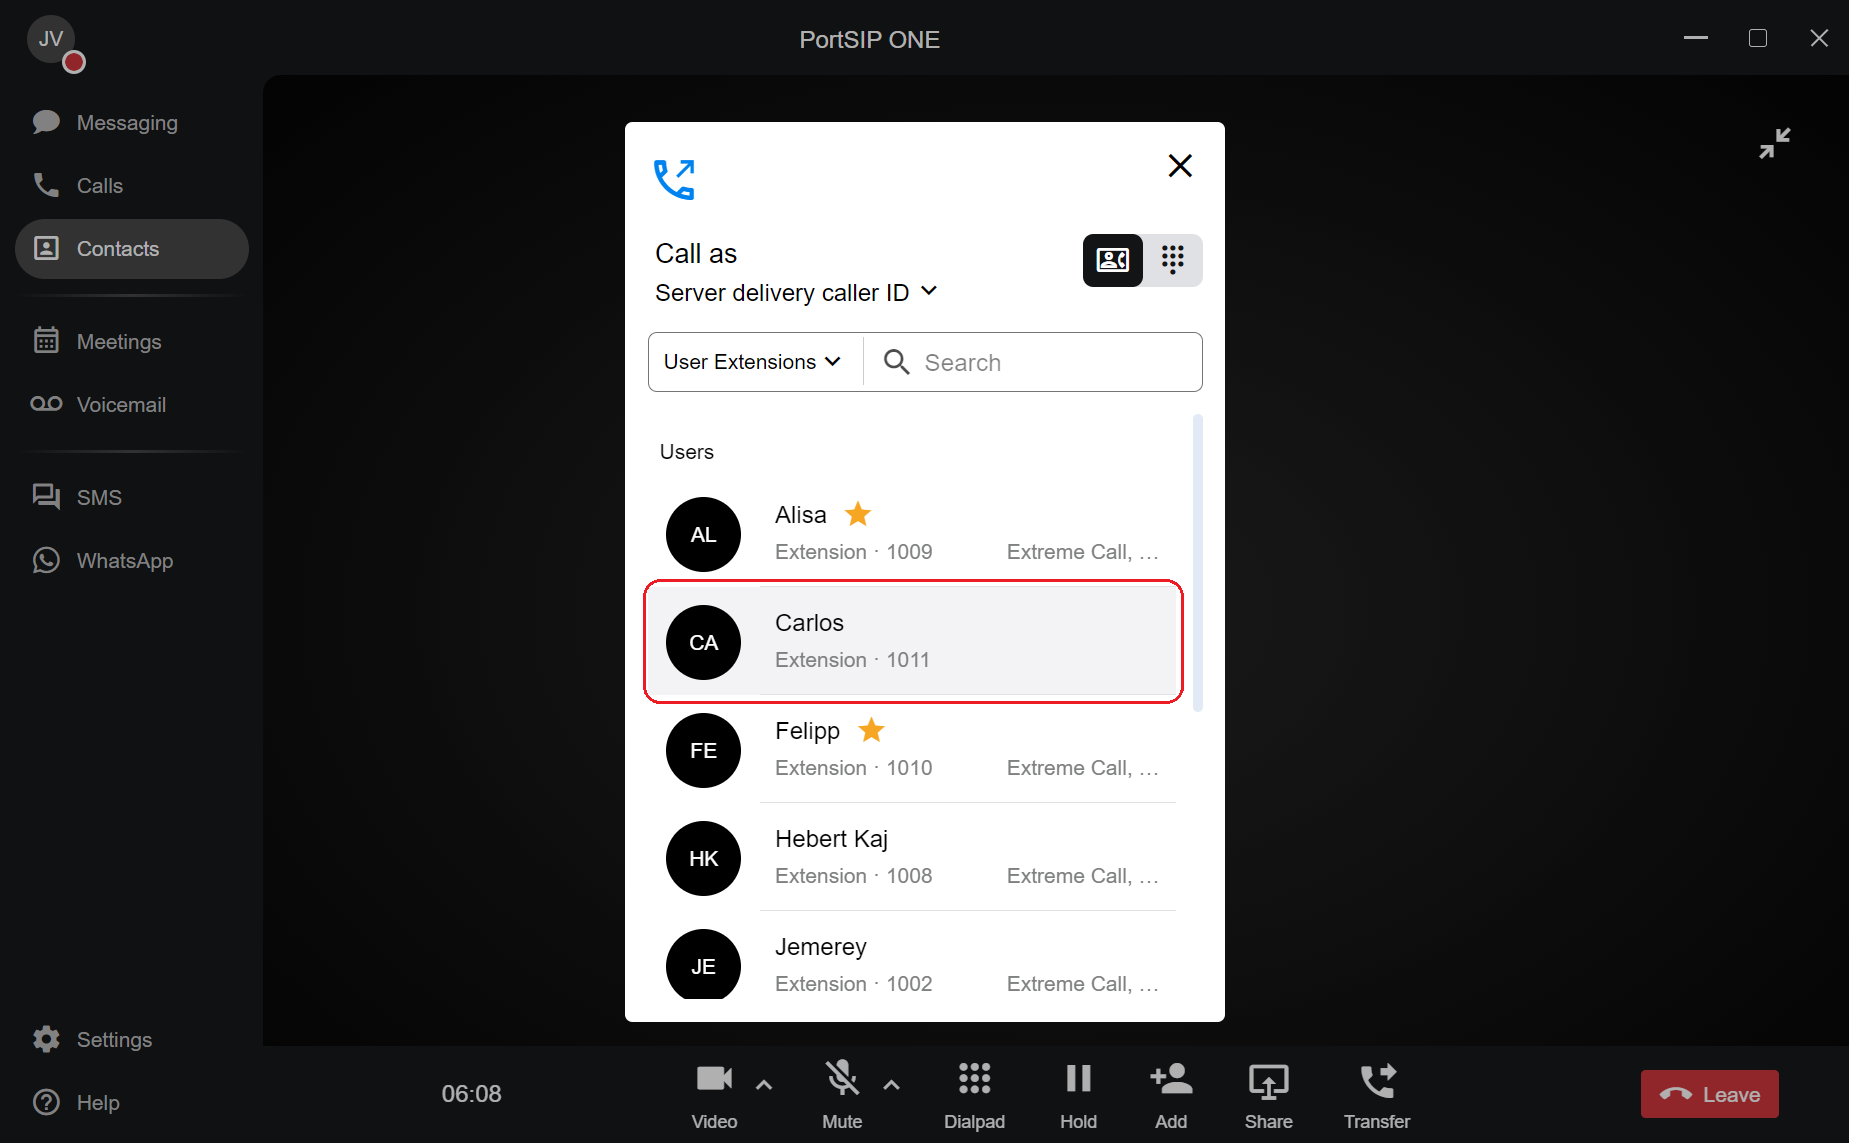 JV
PortSIP ONE
Messaging
Calls
Contacts
Meetings
Voicemail
SMS
WhatsApp
Settings
Help
Call as
Server delivery caller ID
User Extensions
Search
Users
AL
Alisa
Extension · 1009
Extreme Call, ...
CA
Carlos
Extension · 1011
FE
Felipp
Extension · 1010
Extreme Call, ...
HK
Hebert Kaj
Extension · 1008
Extreme Call, ...
JE
Jemerey
Extension · 1002
Extreme Call, ...
06:08
Video
Mute
Dialpad
Hold
Add
Share
Transfer
Leave